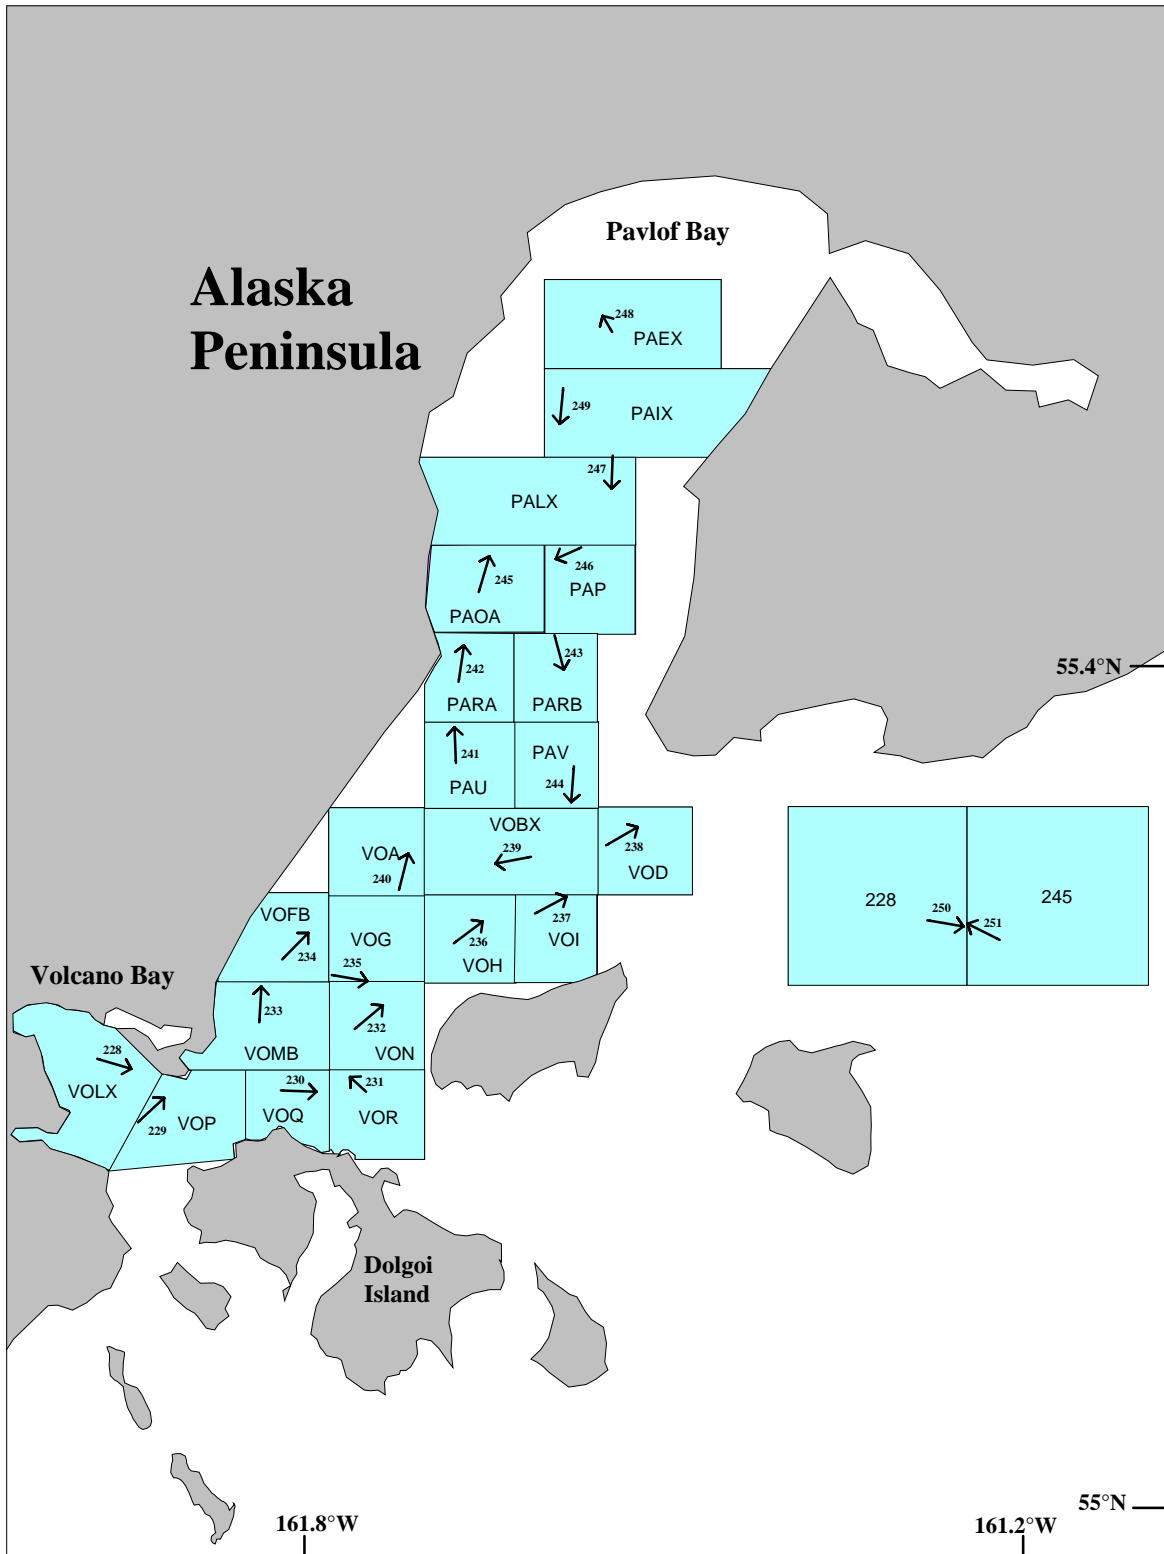 Pavlof Bay
Alaska
Peninsula
248
PAEX
249
PAIX
247
PALX
246
245
PAP
PAOA
243
242
55.4°N
PARA
PARB
241
PAV
244
PAU
VOBX
239
238
VOA
240
VOD
228
245
250
251
VOFB
237
236
VOG
VOI
234
235
VOH
Volcano Bay
233
232
228
VOMB
VON
230
231
VOLX
VOQ
VOR
229
VOP
Dolgoi
Island
55°N
161.8°W
161.2°W